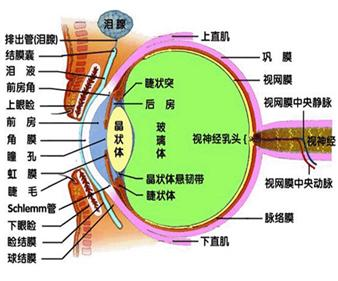 泪腺
排出管(泪腺)
结膜囊
泪液
前房角
上眼睑
前房
角膜
瞳孔
虹膜
睫毛
Schlemm管
下眼睑
睑结膜
球结膜
睫状突
后房
晶状体
玻璃体
晶状体悬韧带
睫状体
上直肌
巩膜
视网膜
视网膜中央静脉
视神经乳头
视神经
视网膜中央动脉
脉络膜
下直肌